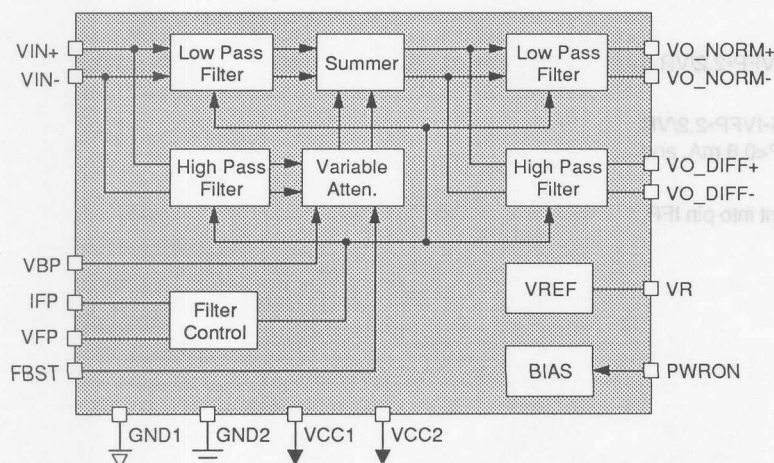 VIN+
VIN-
Low Pass
Filter
Summer
Low Pass
Filter
VO_NORM+
VO_NORM-
High Pass
Filter
Variable
Atten.
High Pass
Filter
VO_DIFF+
VO_DIFF-
VBP
IFP
VFP
FBST
Filter
Control
VREF
VR
BIAS
PWRON
GND1
GND2
VCC1
VCC2